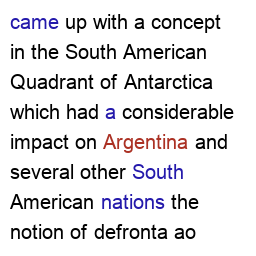 came up with a concept
in the South American
Quadrant of Antarctica
which had a considerable
impact on Argentina and
several other South
American nations the
notion of defronta ao